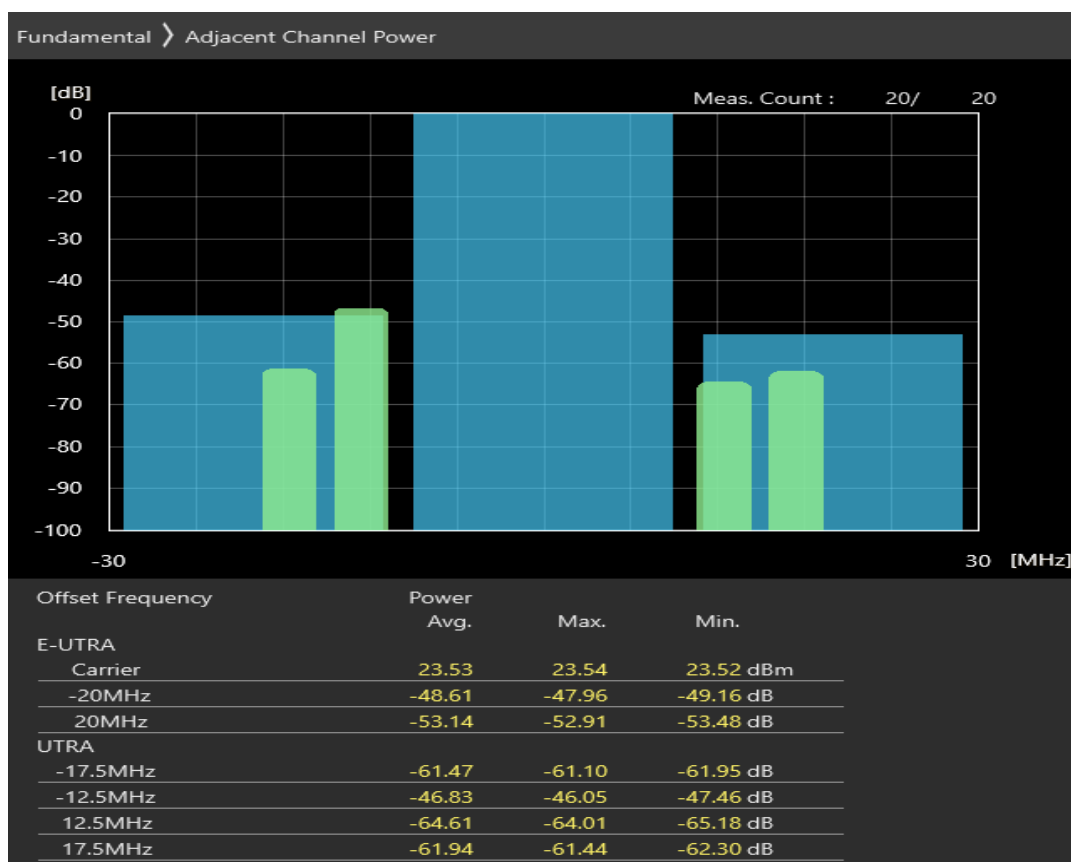 Fundamental ❯ Adjacent Channel Power
[dB]
Meas. Count : 20/ 20
0
-10
-20
-30
-40
-50
-60
-70
-80
-90
-100
-30 30 [MHz]
Offset Frequency Power
Avg. Max. Min.
E-UTRA
Carrier 23.53 23.54 23.52 dBm
-20MHz -48.61 -47.96 -49.16 dB
20MHz -53.14 -52.91 -53.48 dB
UTRA
-17.5MHz -61.47 -61.10 -61.95 dB
-12.5MHz -46.83 -46.05 -47.46 dB
12.5MHz -64.61 -64.01 -65.18 dB
17.5MHz -61.94 -61.44 -62.30 dB